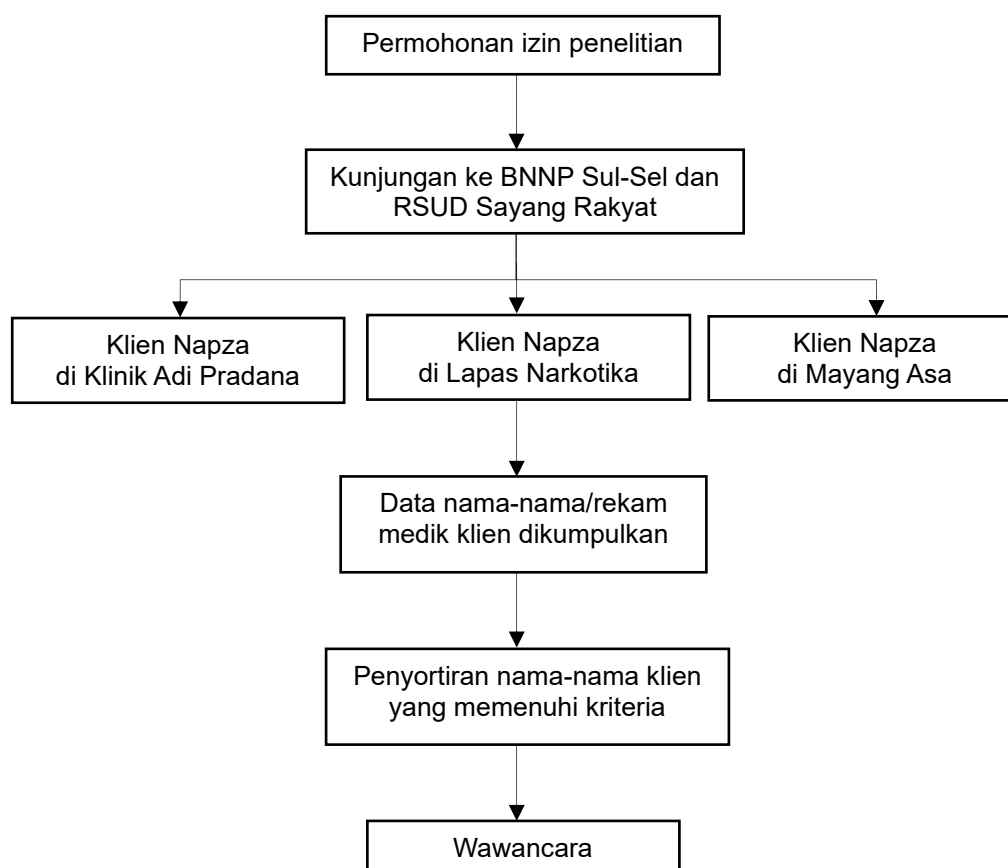 Permohonan izin penelitian
Kunjungan ke BNNP Sul-Sel dan
RSUD Sayang Rakyat
Klien Napza
di Klinik Adi Pradana
Klien Napza
di Lapas Narkotika
Klien Napza
di Mayang Asa
Data nama-nama/rekam
medik klien dikumpulkan
Penyortiran nama-nama klien
yang memenuhi kriteria
Wawancara